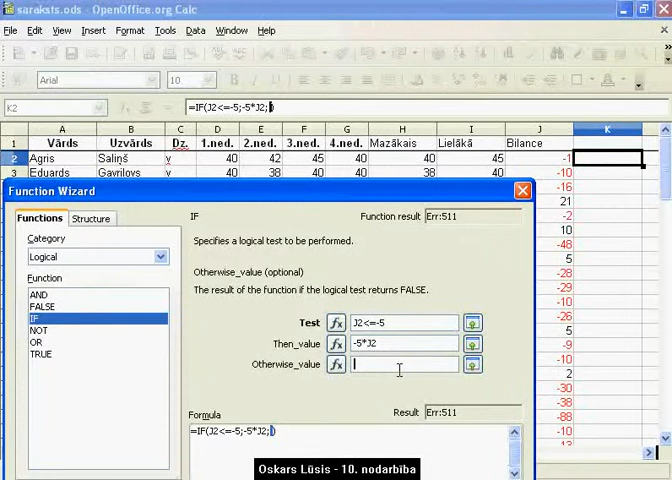 saraksts.ods - OpenOffice.org Calc
File Edit View Insert Format Tools Data Window Help
Arial 10
K2 =IF(J2<=-5;-5*J2;)
A B C D E F G H I J K
1 Vārds Uzvārds Dz. 1.ned. 2.ned. 3.ned. 4.ned. Mazākais Lielākā Bilance
2 Agris Saliņš v 40 42 45 40 40 45 -1
3 Eduards Gavrilovs v 40 38 40 40 38 40 -10
-16
21
-2
10
-48
5
-28
-29
-10
-5
-29
5
2
-38
-88
-10
13
Function Wizard
Functions Structure
Category
Logical
Function
AND
FALSE
IF
NOT
OR
TRUE
IF Function result Err:511
Specifies a logical test to be performed.
Otherwise_value (optional)
The result of the function if the logical test returns FALSE.
Test J2<=-5
Then_value -5*J2
Otherwise_value
Formula Result Err:511
=IF(J2<=-5;-5*J2;)
Oskars Lūsis - 10. nodarbība